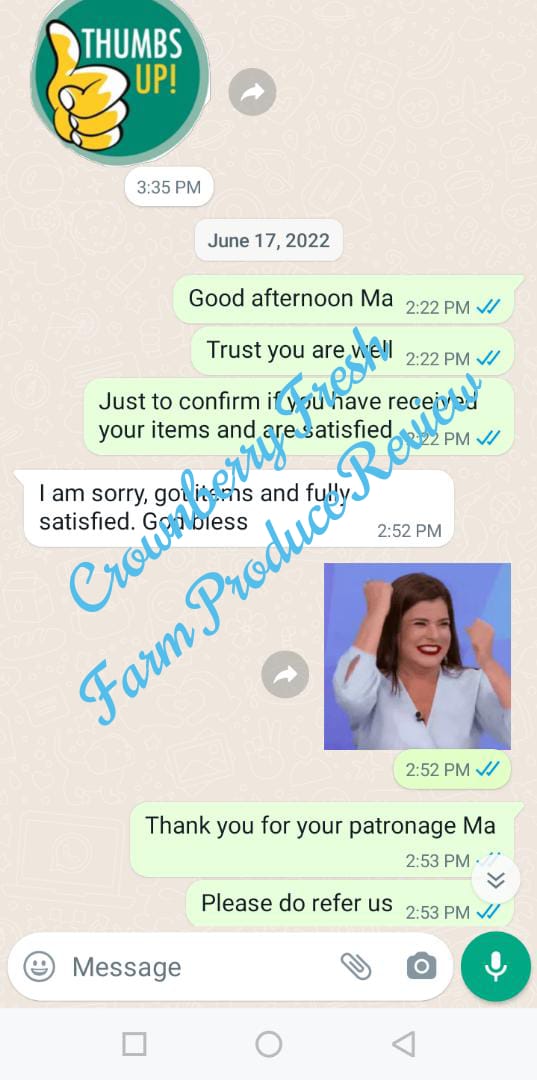 THUMBS
UP!
3:35 PM
June 17, 2022
Good afternoon Ma 2:22 PM
Trust you are well 2:22 PM
Just to confirm if you have received
your items and are satisfied 2:22 PM
I am sorry, got items and fully
satisfied. God bless 2:52 PM
Crownberry Fresh
Farm Produce Review
2:52 PM
Thank you for your patronage Ma
2:53 PM
Please do refer us 2:53 PM
Message